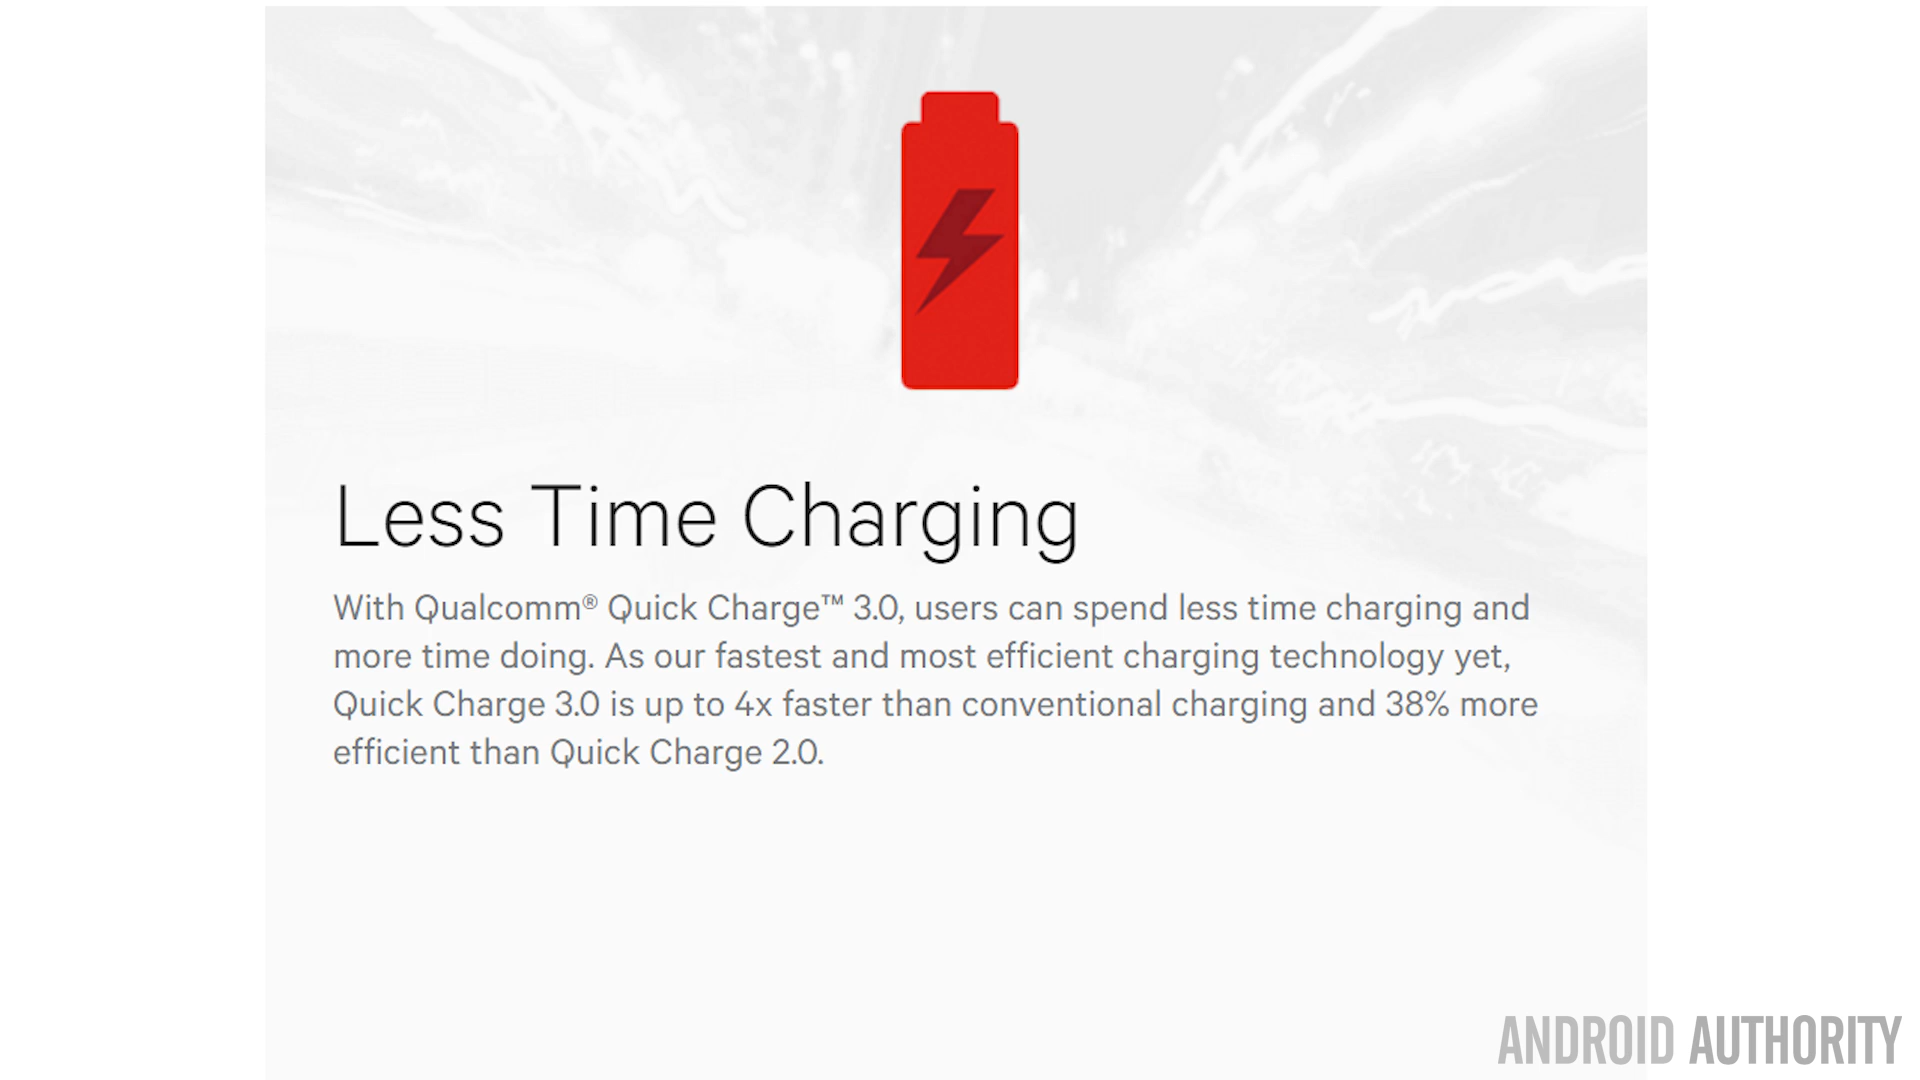 Less Time Charging
With Qualcomm® Quick Charge™ 3.0, users can spend less time charging and
more time doing. As our fastest and most efficient charging technology yet,
Quick Charge 3.0 is up to 4x faster than conventional charging and 38% more
efficient than Quick Charge 2.0.
ANDROID AUTHORITY